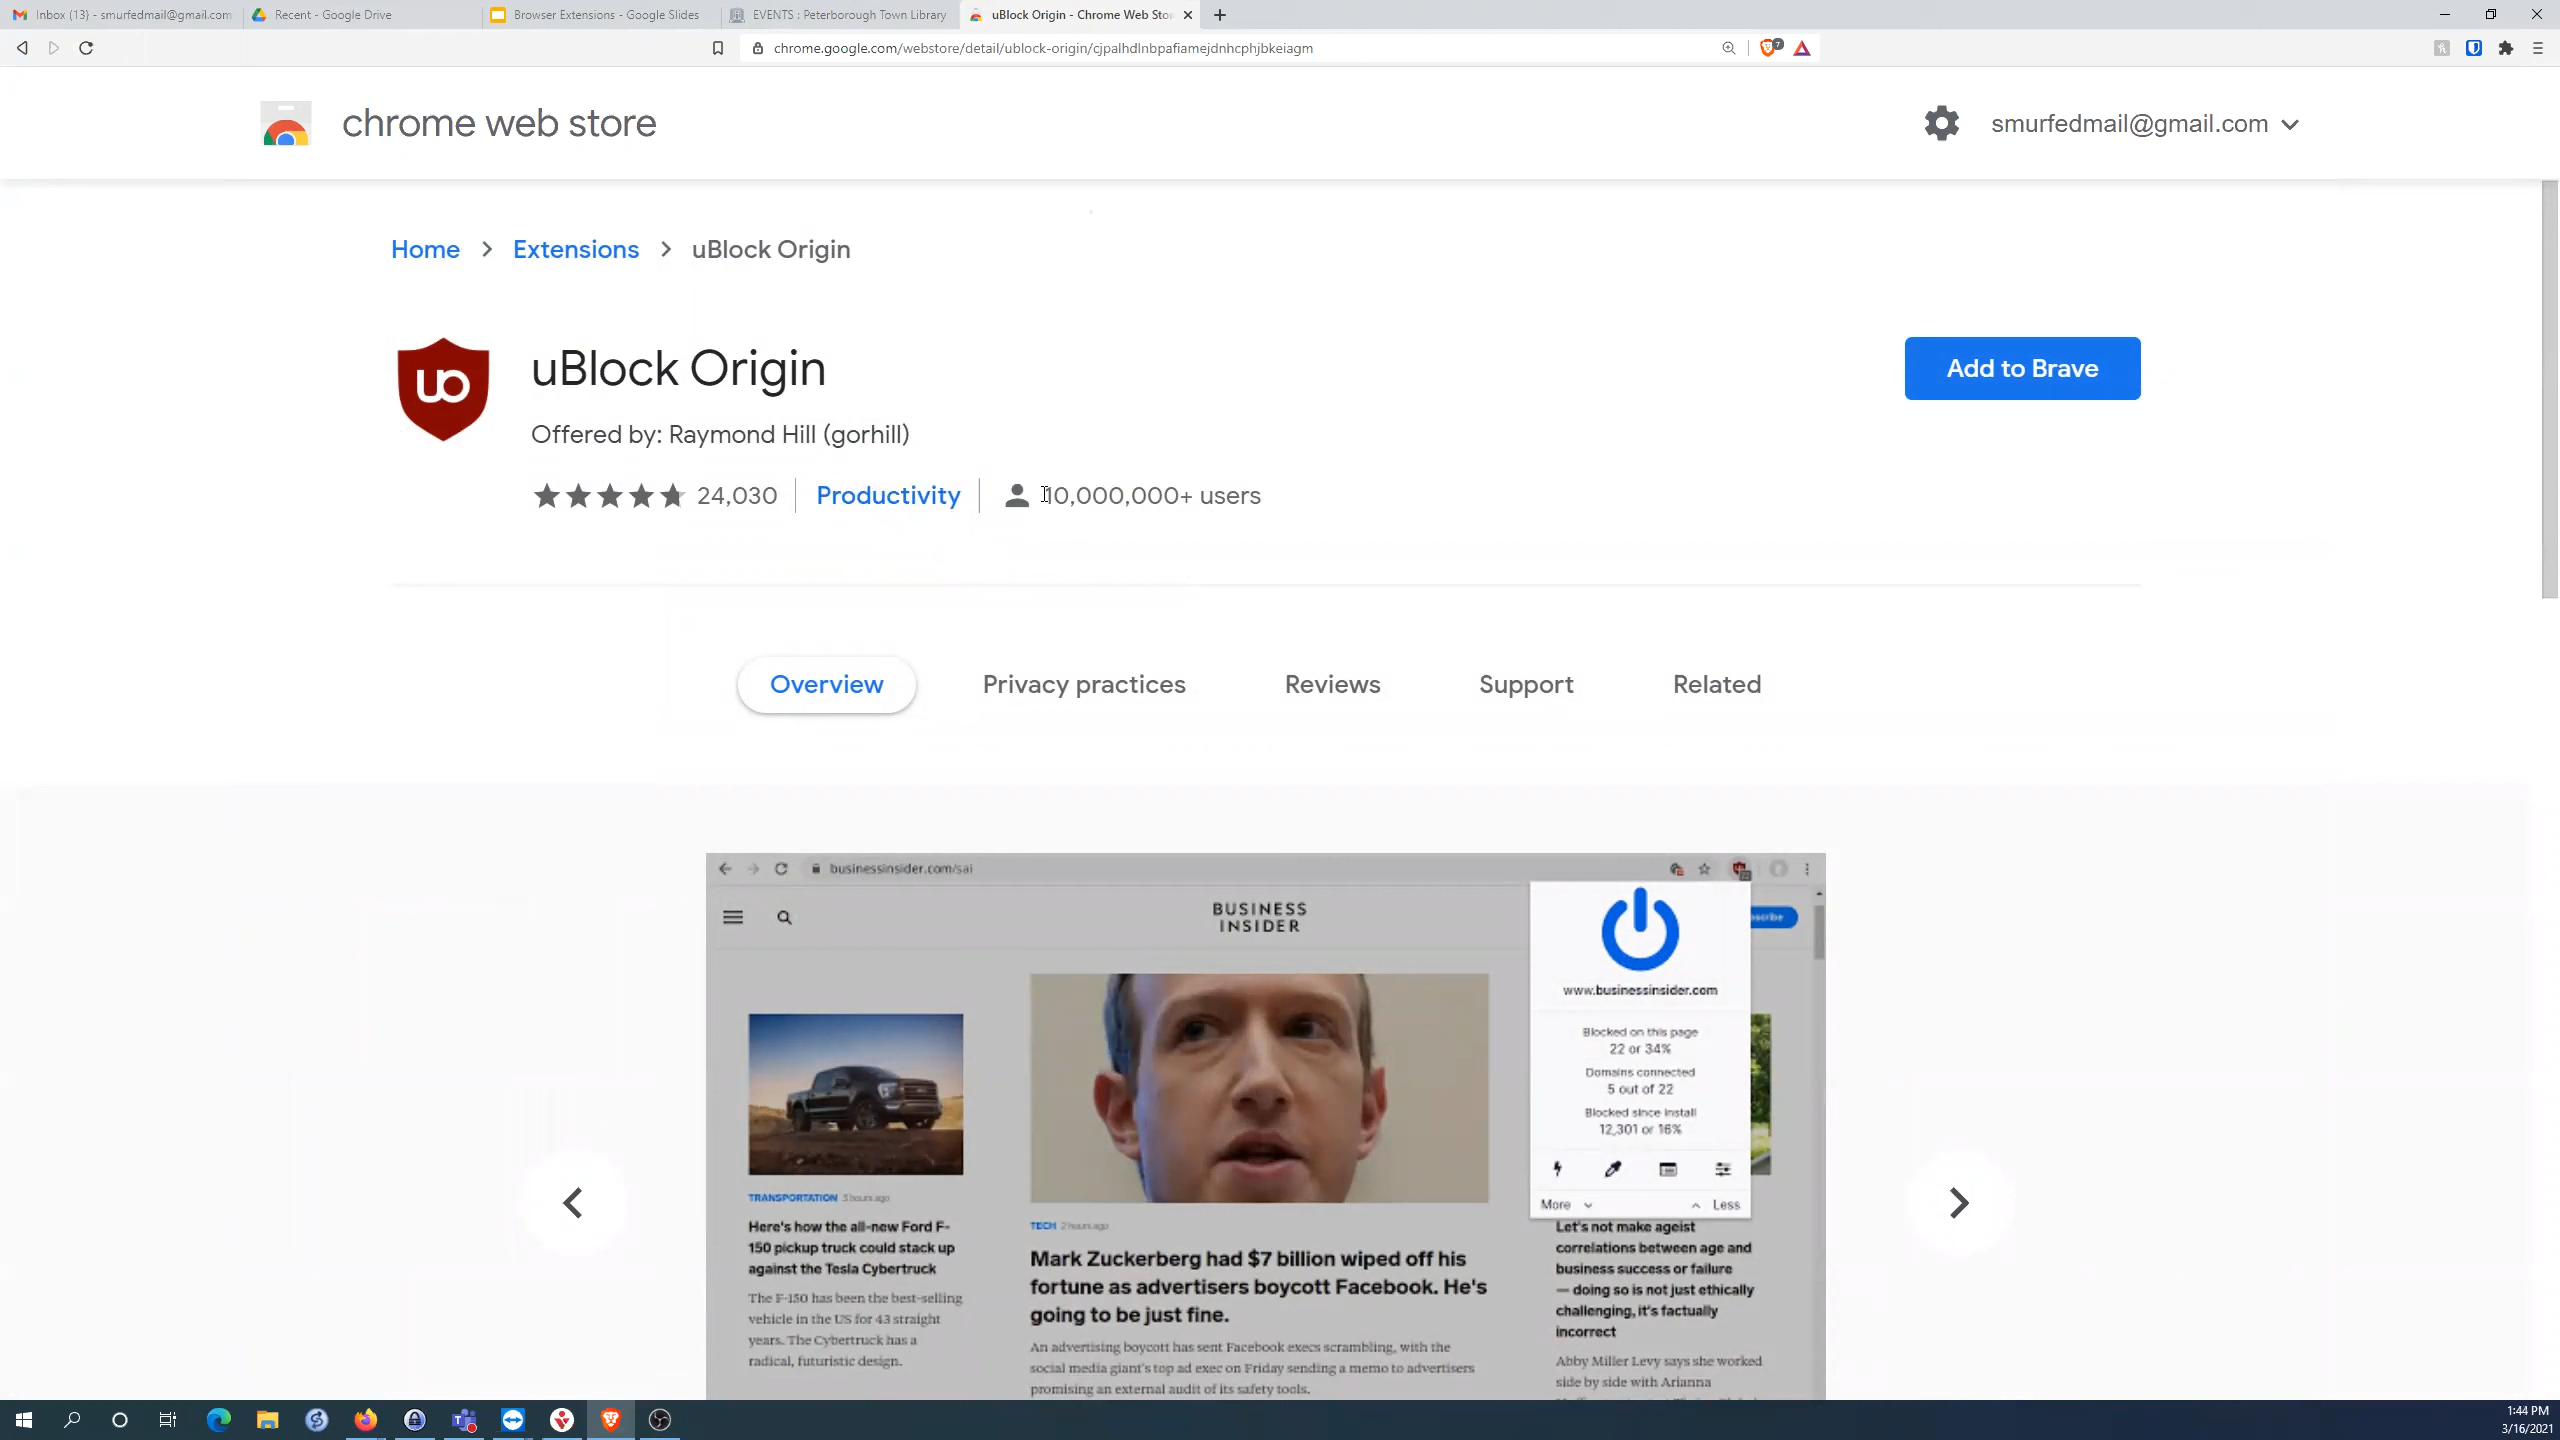 Inbox (13) - smurfedmail@gmail.com
Recent - Google Drive
Browser Extensions - Google Slides
EVENTS : Peterborough Town Library
uBlock Origin - Chrome Web Sto
chrome.google.com/webstore/detail/ublock-origin/cjpalhdlnbpafiamejdnhcphjbkeiagm
7
chrome web store
smurfedmail@gmail.com
Home
Extensions
uBlock Origin
uBlock Origin
Add to Brave
Offered by: Raymond Hill (gorhill)
24,030
Productivity
10,000,000+ users
Overview
Privacy practices
Reviews
Support
Related
businessinsider.com/sai
BUSINESS
INSIDER
www.businessinsider.com
Blocked on this page
22 or 34%
Domains connected
5 out of 22
Blocked since install
12,301 or 16%
More
Less
TRANSPORTATION 3 hours ago
Here's how the all-new Ford F-
150 pickup truck could stack up
against the Tesla Cybertruck
The F-150 has been the best-selling
vehicle in the US for 43 straight
years. The Cybertruck has a
radical, futuristic design.
TECH 2 hours ago
Mark Zuckerberg had $7 billion wiped off his
fortune as advertisers boycott Facebook. He's
going to be just fine.
An advertising boycott has sent Facebook execs scrambling, with the
social media giant's top ad exec on Friday sending a memo to advertisers
promising an external audit of its safety tools.
Let's not make ageist
correlations between age and
business success or failure
— doing so is not just ethically
challenging, it's factually
incorrect
Abby Miller Levy says she worked
side by side with Arianna
1:44 PM
3/16/2021